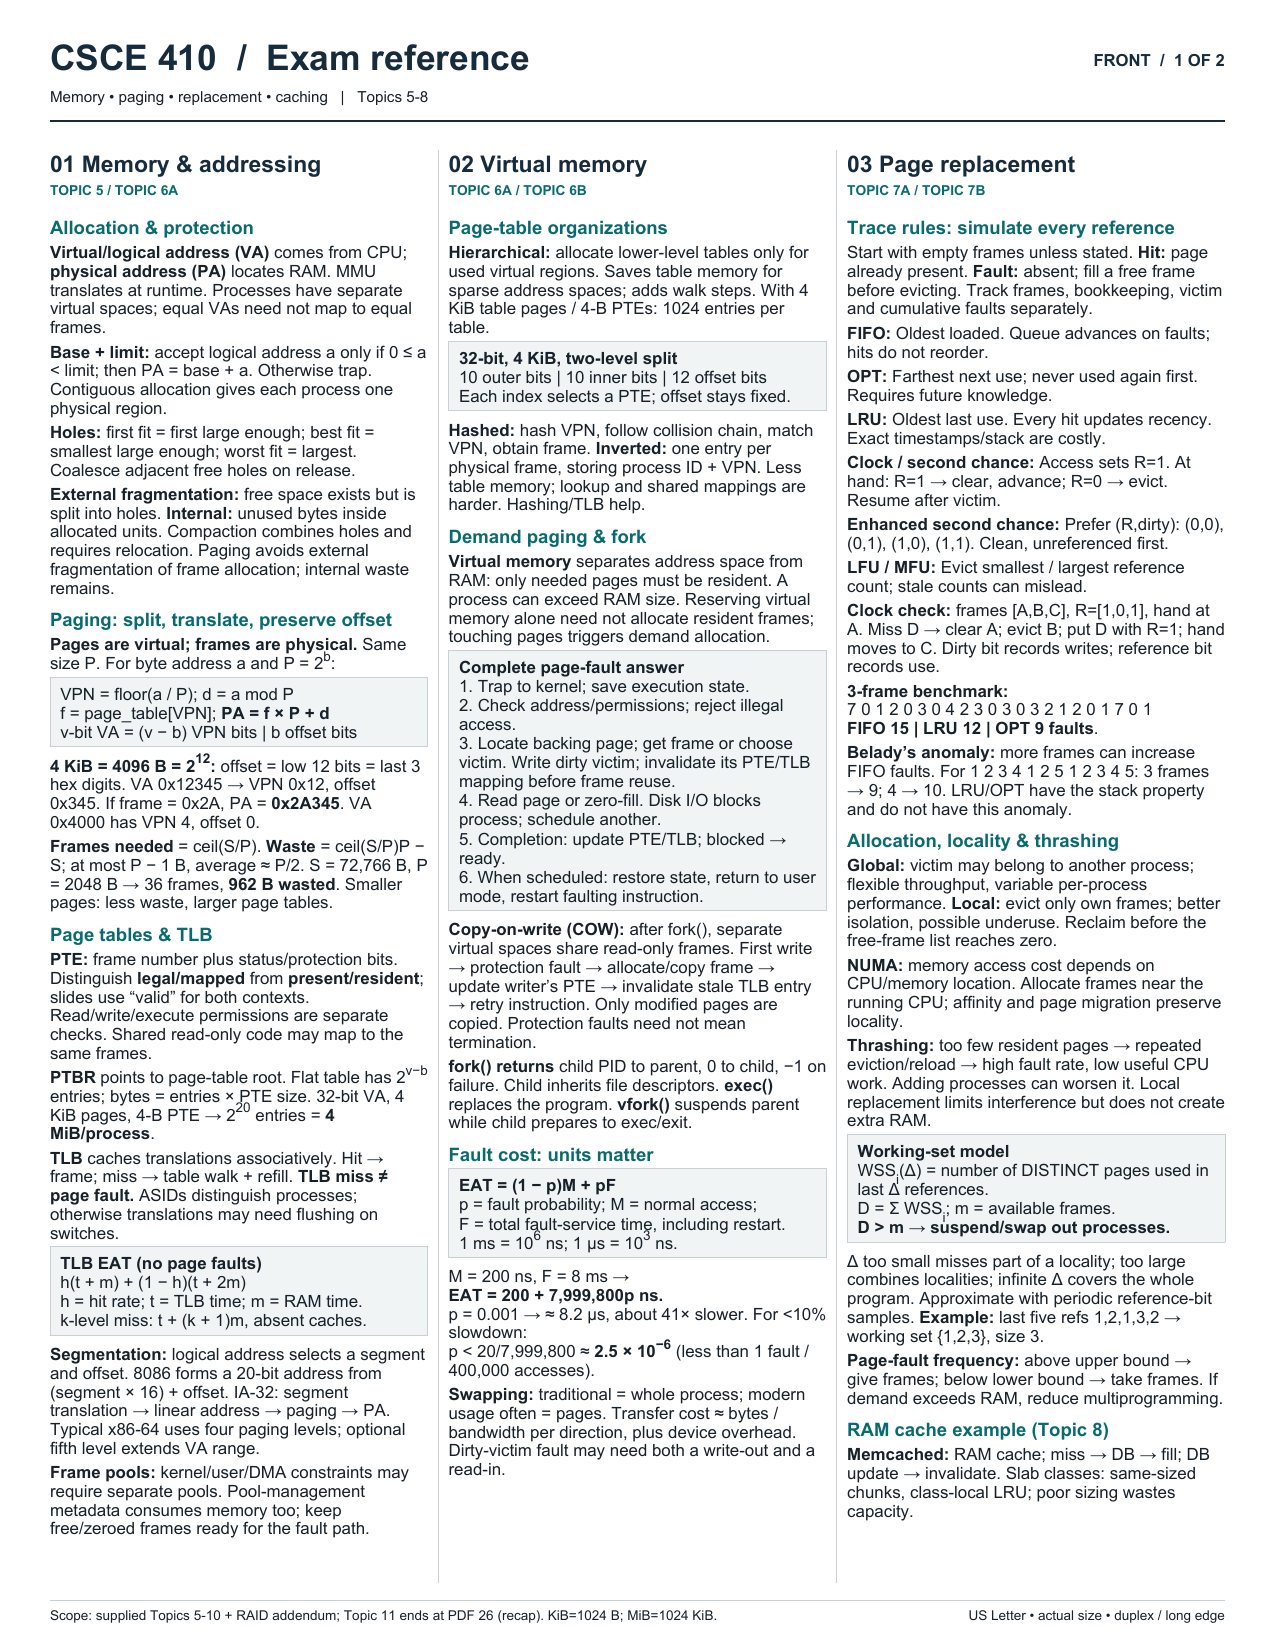 CSCE 410 / Exam reference
FRONT / 1 OF 2
Memory • paging • replacement • caching | Topics 5-8
01 Memory & addressing
TOPIC 5 / TOPIC 6A
Allocation & protection
Virtual/logical address (VA) comes from CPU;
physical address (PA) locates RAM. MMU
translates at runtime. Processes have separate
virtual spaces; equal VAs need not map to equal
frames.
Base + limit: accept logical address a only if 0 ≤ a
< limit; then PA = base + a. Otherwise trap.
Contiguous allocation gives each process one
physical region.
Holes: first fit = first large enough; best fit =
smallest large enough; worst fit = largest.
Coalesce adjacent free holes on release.
External fragmentation: free space exists but is
split into holes. Internal: unused bytes inside
allocated units. Compaction combines holes and
requires relocation. Paging avoids external
fragmentation of frame allocation; internal waste
remains.
Paging: split, translate, preserve offset
Pages are virtual; frames are physical. Same
size P. For byte address a and P = 2^b:
VPN = floor(a / P); d = a mod P
f = page_table[VPN]; PA = f × P + d
v-bit VA = (v − b) VPN bits | b offset bits
4 KiB = 4096 B = 2^12: offset = low 12 bits = last 3
hex digits. VA 0x12345 → VPN 0x12, offset
0x345. If frame = 0x2A, PA = 0x2A345. VA
0x4000 has VPN 4, offset 0.
Frames needed = ceil(S/P). Waste = ceil(S/P)P −
S; at most P − 1 B, average ≈ P/2. S = 72,766 B, P
= 2048 B → 36 frames, 962 B wasted. Smaller
pages: less waste, larger page tables.
Page tables & TLB
PTE: frame number plus status/protection bits.
Distinguish legal/mapped from present/resident;
slides use “valid” for both contexts.
Read/write/execute permissions are separate
checks. Shared read-only code may map to the
same frames.
PTBR points to page-table root. Flat table has 2^v−b
entries; bytes = entries × PTE size. 32-bit VA, 4
KiB pages, 4-B PTE → 2^20 entries = 4
MiB/process.
TLB caches translations associatively. Hit →
frame; miss → table walk + refill. TLB miss ≠
page fault. ASIDs distinguish processes;
otherwise translations may need flushing on
switches.
TLB EAT (no page faults)
h(t + m) + (1 − h)(t + 2m)
h = hit rate; t = TLB time; m = RAM time.
k-level miss: t + (k + 1)m, absent caches.
Segmentation: logical address selects a segment
and offset. 8086 forms a 20-bit address from
(segment × 16) + offset. IA-32: segment
translation → linear address → paging → PA.
Typical x86-64 uses four paging levels; optional
fifth level extends VA range.
Frame pools: kernel/user/DMA constraints may
require separate pools. Pool-management
metadata consumes memory too; keep
free/zeroed frames ready for the fault path.
02 Virtual memory
TOPIC 6A / TOPIC 6B
Page-table organizations
Hierarchical: allocate lower-level tables only for
used virtual regions. Saves table memory for
sparse address spaces; adds walk steps. With 4
KiB table pages / 4-B PTEs: 1024 entries per
table.
32-bit, 4 KiB, two-level split
10 outer bits | 10 inner bits | 12 offset bits
Each index selects a PTE; offset stays fixed.
Hashed: hash VPN, follow collision chain, match
VPN, obtain frame. Inverted: one entry per
physical frame, storing process ID + VPN. Less
table memory; lookup and shared mappings are
harder. Hashing/TLB help.
Demand paging & fork
Virtual memory separates address space from
RAM: only needed pages must be resident. A
process can exceed RAM size. Reserving virtual
memory alone need not allocate resident frames;
touching pages triggers demand allocation.
Complete page-fault answer
1. Trap to kernel; save execution state.
2. Check address/permissions; reject illegal
access.
3. Locate backing page; get frame or choose
victim. Write dirty victim; invalidate its PTE/TLB
mapping before frame reuse.
4. Read page or zero-fill. Disk I/O blocks
process; schedule another.
5. Completion: update PTE/TLB; blocked →
ready.
6. When scheduled: restore state, return to user
mode, restart faulting instruction.
Copy-on-write (COW): after fork(), separate
virtual spaces share read-only frames. First write
→ protection fault → allocate/copy frame →
update writer’s PTE → invalidate stale TLB entry
→ retry instruction. Only modified pages are
copied. Protection faults need not mean
termination.
fork() returns child PID to parent, 0 to child, −1 on
failure. Child inherits file descriptors. exec()
replaces the program. vfork() suspends parent
while child prepares to exec/exit.
Fault cost: units matter
EAT = (1 − p)M + pF
p = fault probability; M = normal access;
F = total fault-service time, including restart.
1 ms = 10^6 ns; 1 µs = 10^3 ns.
M = 200 ns, F = 8 ms →
EAT = 200 + 7,999,800p ns.
p = 0.001 → ≈ 8.2 µs, about 41× slower. For <10%
slowdown:
p < 20/7,999,800 ≈ 2.5 × 10^−6 (less than 1 fault /
400,000 accesses).
Swapping: traditional = whole process; modern
usage often = pages. Transfer cost ≈ bytes /
bandwidth per direction, plus device overhead.
Dirty-victim fault may need both a write-out and a
read-in.
03 Page replacement
TOPIC 7A / TOPIC 7B
Trace rules: simulate every reference
Start with empty frames unless stated. Hit: page
already present. Fault: absent; fill a free frame
before evicting. Track frames, bookkeeping, victim
and cumulative faults separately.
FIFO: Oldest loaded. Queue advances on faults;
hits do not reorder.
OPT: Farthest next use; never used again first.
Requires future knowledge.
LRU: Oldest last use. Every hit updates recency.
Exact timestamps/stack are costly.
Clock / second chance: Access sets R=1. At
hand: R=1 → clear, advance; R=0 → evict.
Resume after victim.
Enhanced second chance: Prefer (R,dirty): (0,0),
(0,1), (1,0), (1,1). Clean, unreferenced first.
LFU / MFU: Evict smallest / largest reference
count; stale counts can mislead.
Clock check: frames [A,B,C], R=[1,0,1], hand at
A. Miss D → clear A; evict B; put D with R=1; hand
moves to C. Dirty bit records writes; reference bit
records use.
3-frame benchmark:
7 0 1 2 0 3 0 4 2 3 0 3 0 3 2 1 2 0 1 7 0 1
FIFO 15 | LRU 12 | OPT 9 faults.
Belady’s anomaly: more frames can increase
FIFO faults. For 1 2 3 4 1 2 5 1 2 3 4 5: 3 frames
→ 9; 4 → 10. LRU/OPT have the stack property
and do not have this anomaly.
Allocation, locality & thrashing
Global: victim may belong to another process;
flexible throughput, variable per-process
performance. Local: evict only own frames; better
isolation, possible underuse. Reclaim before the
free-frame list reaches zero.
NUMA: memory access cost depends on
CPU/memory location. Allocate frames near the
running CPU; affinity and page migration preserve
locality.
Thrashing: too few resident pages → repeated
eviction/reload → high fault rate, low useful CPU
work. Adding processes can worsen it. Local
replacement limits interference but does not create
extra RAM.
Working-set model
WSS_i(Δ) = number of DISTINCT pages used in
last Δ references.
D = Σ WSS_i; m = available frames.
D > m → suspend/swap out processes.
Δ too small misses part of a locality; too large
combines localities; infinite Δ covers the whole
program. Approximate with periodic reference-bit
samples. Example: last five refs 1,2,1,3,2 →
working set {1,2,3}, size 3.
Page-fault frequency: above upper bound →
give frames; below lower bound → take frames. If
demand exceeds RAM, reduce multiprogramming.
RAM cache example (Topic 8)
Memcached: RAM cache; miss → DB → fill; DB
update → invalidate. Slab classes: same-sized
chunks, class-local LRU; poor sizing wastes
capacity.
Scope: supplied Topics 5-10 + RAID addendum; Topic 11 ends at PDF 26 (recap). KiB=1024 B; MiB=1024 KiB.
US Letter • actual size • duplex / long edge